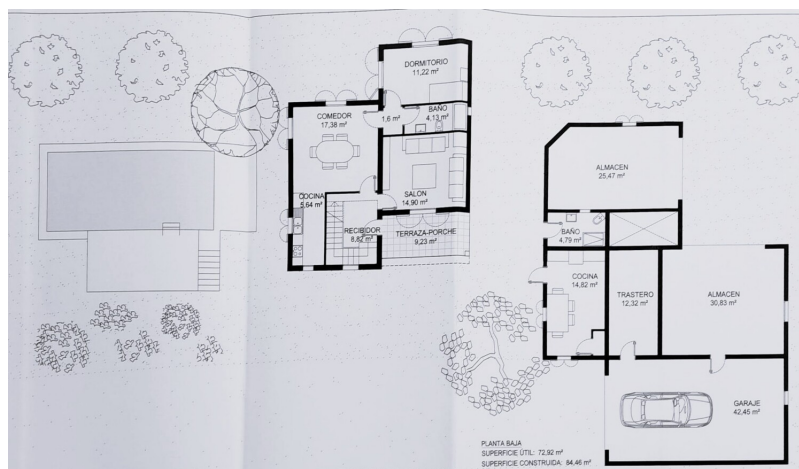 DORMITORIO
11,22 m²
BAÑO
4,13 m²
1,6 m²
COMEDOR
17,38 m²
SALON
14,90 m²
COCINA
5,64 m²
RECIBIDOR
8,82 m²
TERRAZA-PORCHE
9,23 m²
ALMACEN
25,47 m²
BAÑO
4,79 m²
COCINA
14,82 m²
TRASTERO
12,32 m²
ALMACEN
30,83 m²
GARAJE
42,45 m²
PLANTA BAJA
SUPERFICIE ÚTIL: 72,92 m²
SUPERFICIE CONSTRUIDA: 84,46 m²